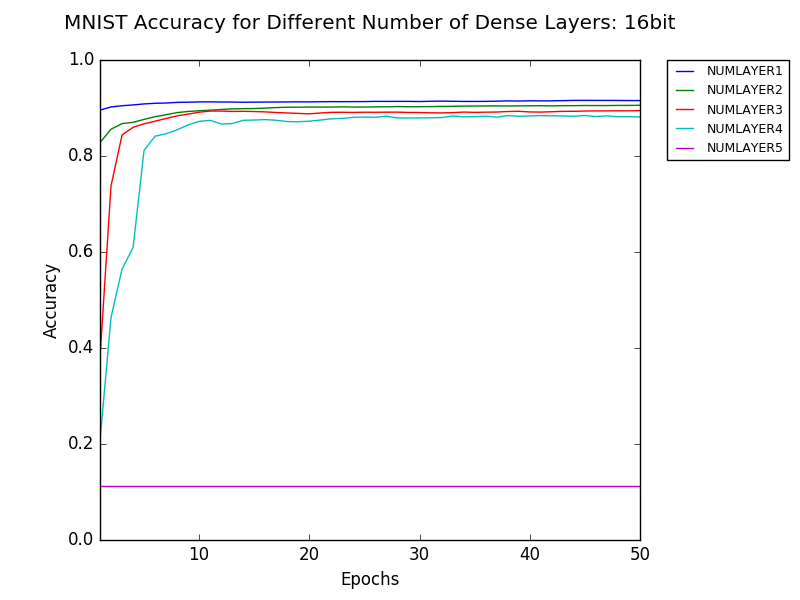 MNIST Accuracy for Different Number of Dense Layers: 16bit
1.0
0.8
0.6
0.4
0.2
0.0
Accuracy
10 20 30 40 50
Epochs
NUMLAYER1
NUMLAYER2
NUMLAYER3
NUMLAYER4
NUMLAYER5